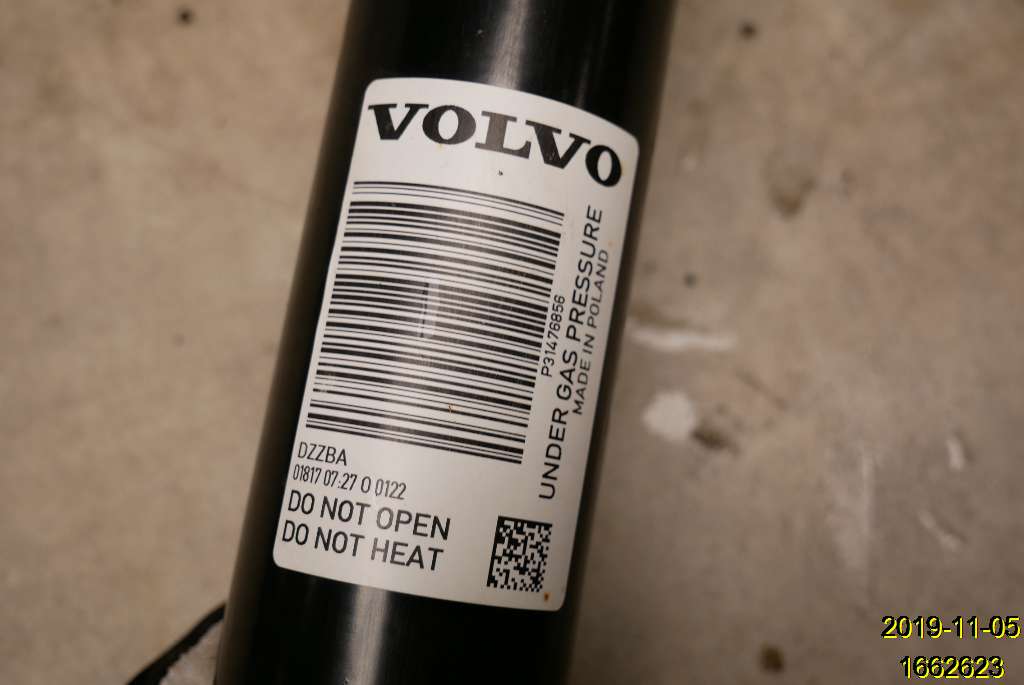 VOLVO
P31476856
UNDER GAS PRESSURE
MADE IN POLAND
DZZBA
01817 07:27 0 0122
DO NOT OPEN
DO NOT HEAT
2019-11-05
1662623